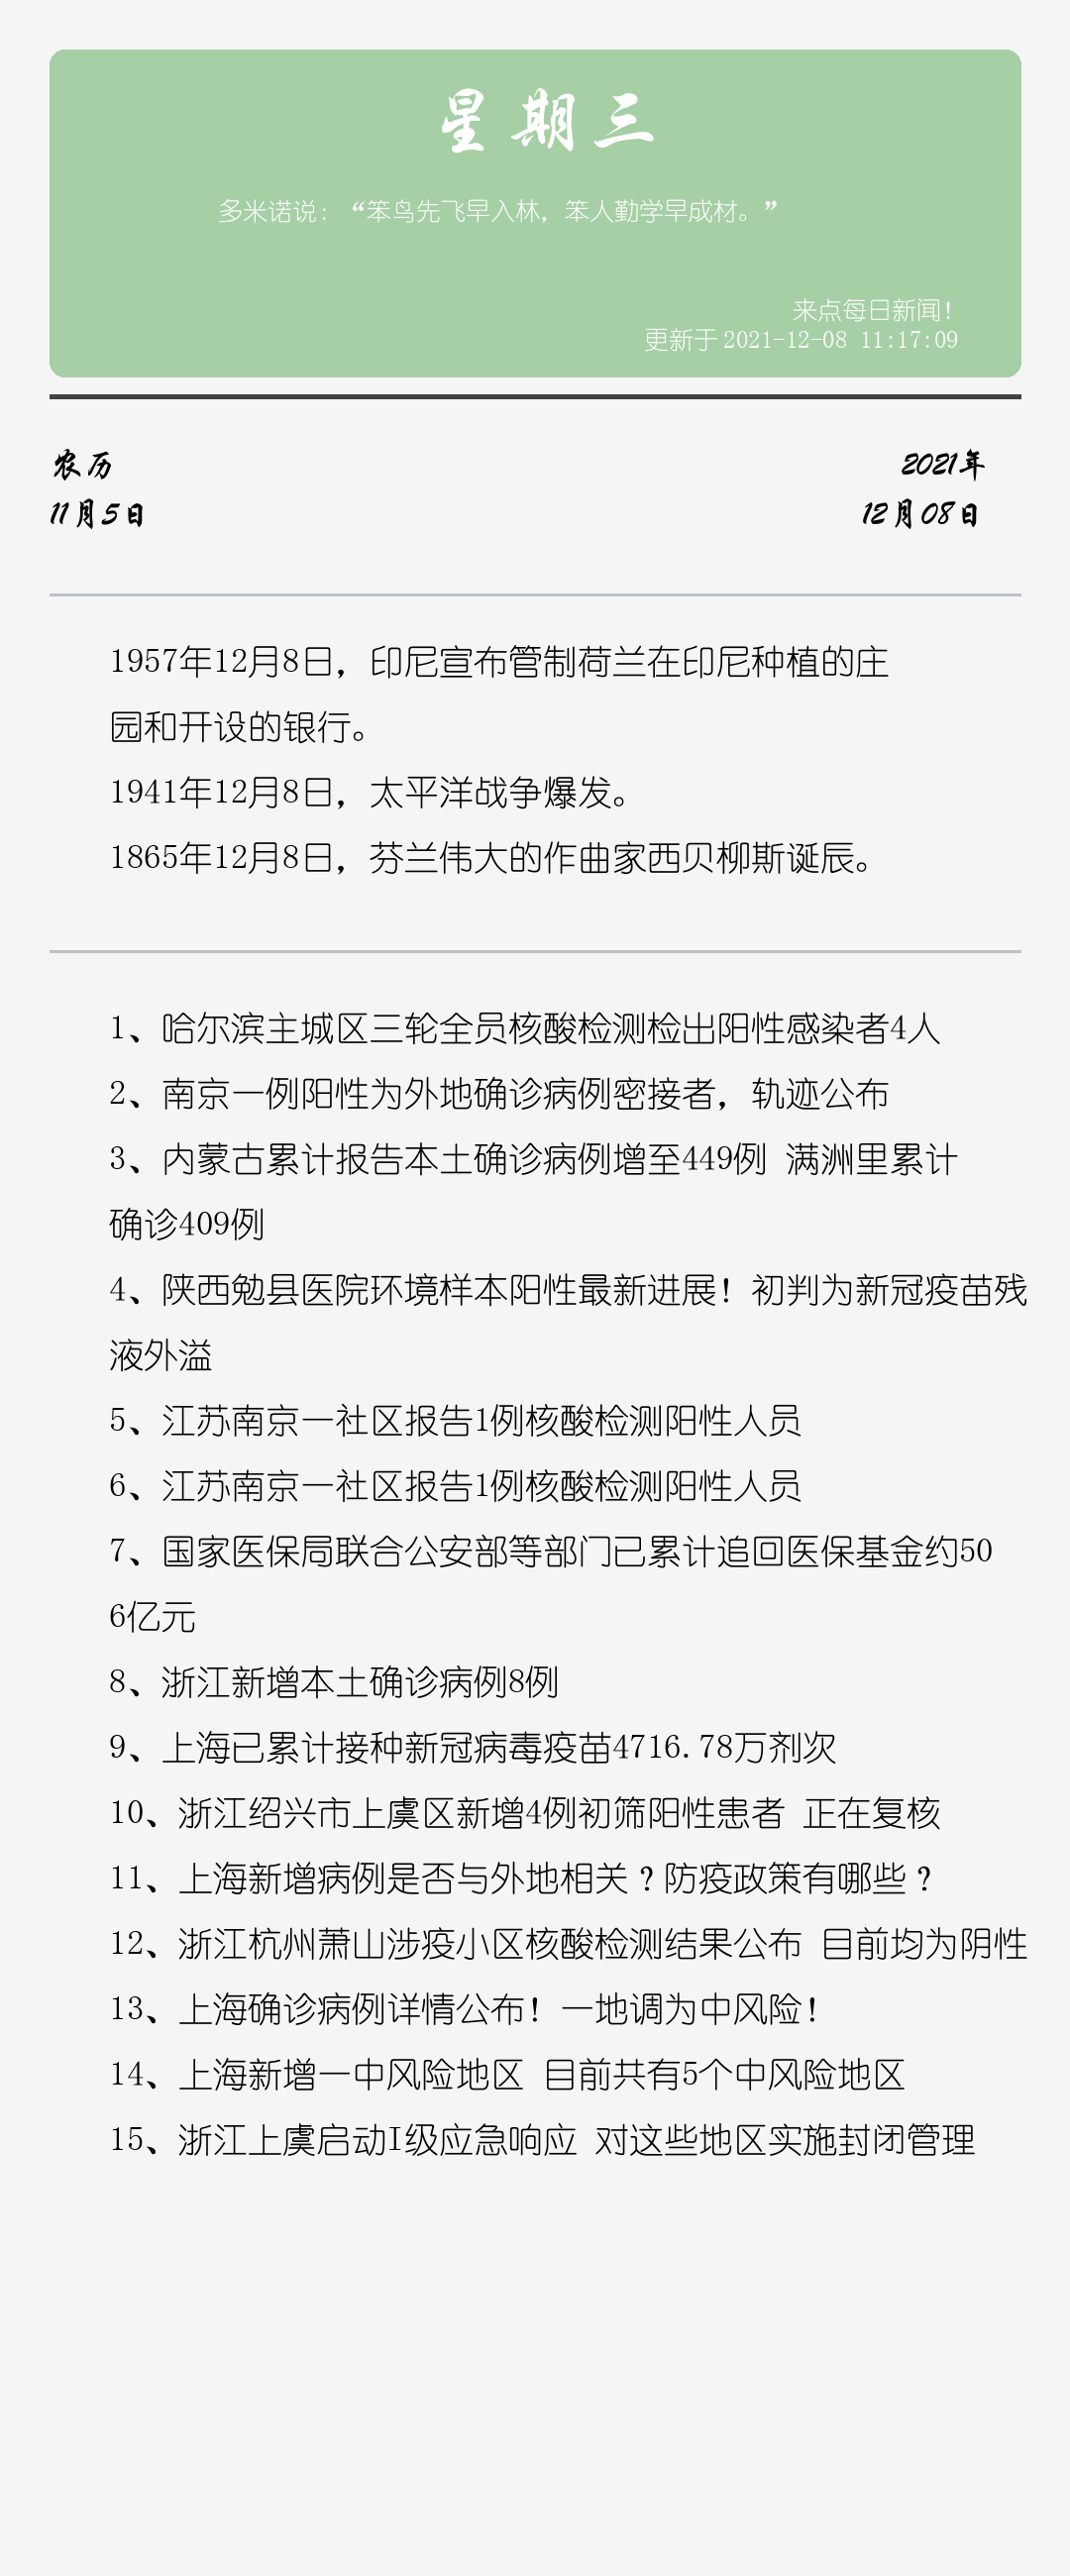 星期三
多米诺说：“笨鸟先飞早入林，笨人勤学早成材。”
来点每日新闻！
更新于 2021-12-08 11:17:09
农历
2021年
11月5日
12月08日
1957年12月8日，印尼宣布管制荷兰在印尼种植的庄
园和开设的银行。
1941年12月8日，太平洋战争爆发。
1865年12月8日，芬兰伟大的作曲家西贝柳斯诞辰。
1、哈尔滨主城区三轮全员核酸检测检出阳性感染者4人
2、南京一例阳性为外地确诊病例密接者，轨迹公布
3、内蒙古累计报告本土确诊病例增至449例 满洲里累计
确诊409例
4、陕西勉县医院环境样本阳性最新进展！初判为新冠疫苗残
液外溢
5、江苏南京一社区报告1例核酸检测阳性人员
6、江苏南京一社区报告1例核酸检测阳性人员
7、国家医保局联合公安部等部门已累计追回医保基金约50
6亿元
8、浙江新增本土确诊病例8例
9、上海已累计接种新冠病毒疫苗4716.78万剂次
10、浙江绍兴市上虞区新增4例初筛阳性患者 正在复核
11、上海新增病例是否与外地相关？防疫政策有哪些？
12、浙江杭州萧山涉疫小区核酸检测结果公布 目前均为阴性
13、上海确诊病例详情公布！一地调为中风险！
14、上海新增一中风险地区 目前共有5个中风险地区
15、浙江上虞启动I级应急响应 对这些地区实施封闭管理